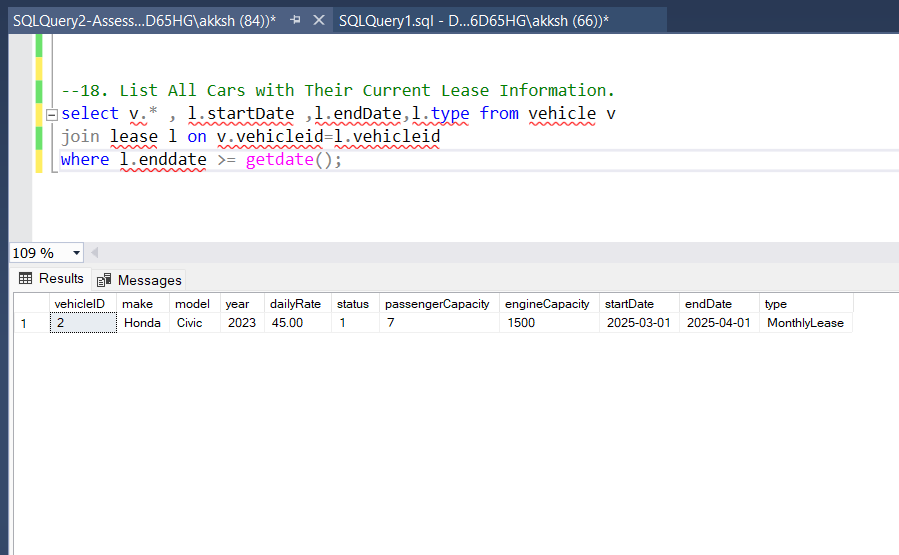 SQLQuery2-Assess...D65HG\akksh (84))* SQLQuery1.sql - D...6D65HG\akksh (66))*
--18. List All Cars with Their Current Lease Information.
select v.* , l.startDate ,l.endDate,l.type from vehicle v
join lease l on v.vehicleid=l.vehicleid
where l.enddate >= getdate();
109 %
Results Messages
vehicleID make model year dailyRate status passengerCapacity engineCapacity startDate endDate type
1 2 Honda Civic 2023 45.00 1 7 1500 2025-03-01 2025-04-01 MonthlyLease